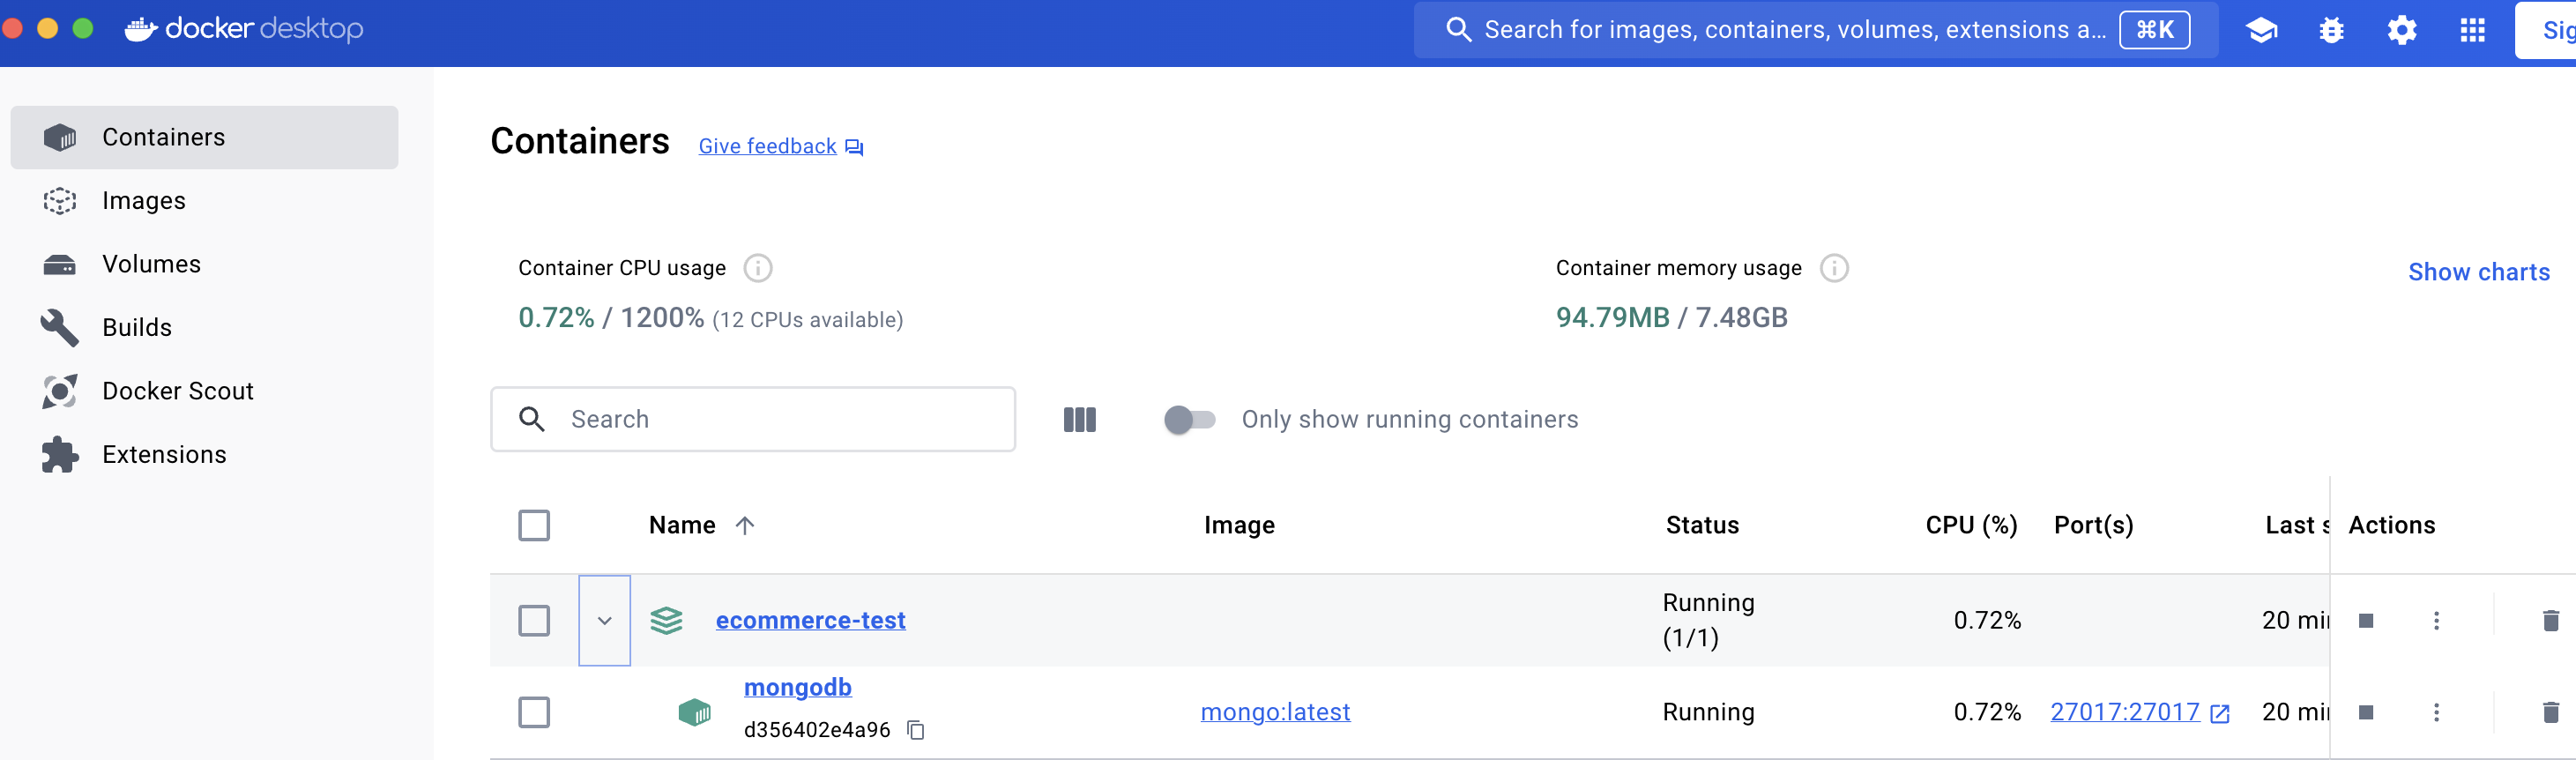 docker desktop
Search for images, containers, volumes, extensions a... ⌘K
Sig
Containers
Images
Volumes
Builds
Docker Scout
Extensions
Containers Give feedback
Container CPU usage
0.72% / 1200% (12 CPUs available)
Container memory usage
94.79MB / 7.48GB
Show charts
Search
Only show running containers
Name Image Status CPU (%) Port(s) Last s Actions
ecommerce-test Running (1/1) 0.72% 20 min
mongodb
d356402e4a96
mongo:latest Running 0.72% 27017:27017 20 min